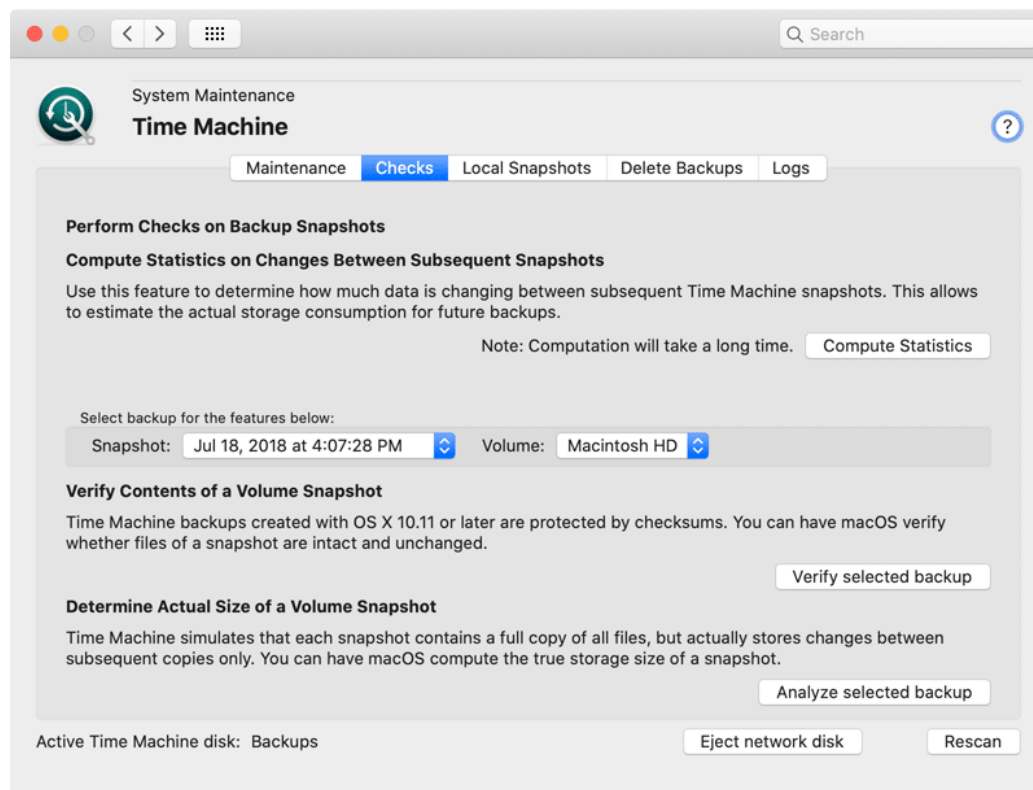 Search
System Maintenance
Time Machine
?
Maintenance Checks Local Snapshots Delete Backups Logs
Perform Checks on Backup Snapshots
Compute Statistics on Changes Between Subsequent Snapshots
Use this feature to determine how much data is changing between subsequent Time Machine snapshots. This allows
to estimate the actual storage consumption for future backups.
Note: Computation will take a long time. Compute Statistics
Select backup for the features below:
Snapshot: Jul 18, 2018 at 4:07:28 PM Volume: Macintosh HD
Verify Contents of a Volume Snapshot
Time Machine backups created with OS X 10.11 or later are protected by checksums. You can have macOS verify
whether files of a snapshot are intact and unchanged.
Verify selected backup
Determine Actual Size of a Volume Snapshot
Time Machine simulates that each snapshot contains a full copy of all files, but actually stores changes between
subsequent copies only. You can have macOS compute the true storage size of a snapshot.
Analyze selected backup
Active Time Machine disk: Backups Eject network disk Rescan